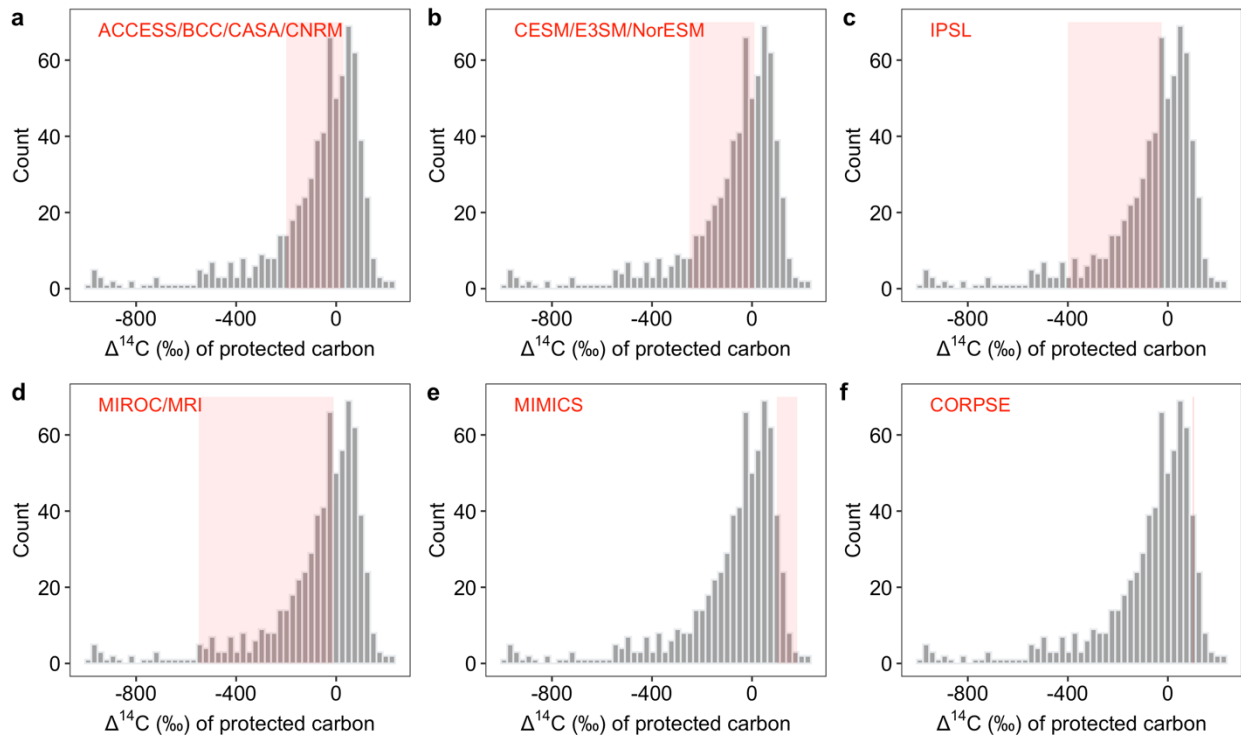 a
ACCESS/BCC/CASA/CNRM
60
40
20
0
Count
-800 -400 0
Δ¹⁴C (‰) of protected carbon
b
CESM/E3SM/NorESM
60
40
20
0
Count
-800 -400 0
Δ¹⁴C (‰) of protected carbon
c
IPSL
60
40
20
0
Count
-800 -400 0
Δ¹⁴C (‰) of protected carbon
d
MIROC/MRI
60
40
20
0
Count
-800 -400 0
Δ¹⁴C (‰) of protected carbon
e
MIMICS
60
40
20
0
Count
-800 -400 0
Δ¹⁴C (‰) of protected carbon
f
CORPSE
60
40
20
0
Count
-800 -400 0
Δ¹⁴C (‰) of protected carbon